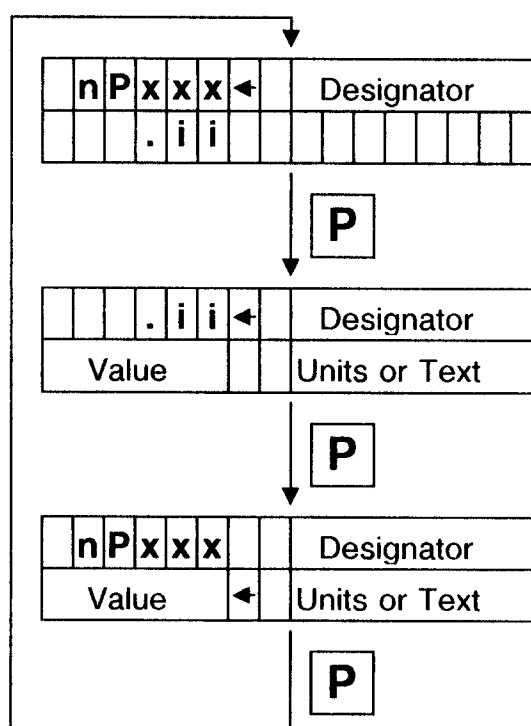 nPxxx Designator
.ii
P
.ii Designator
Value Units or Text
P
nPxxx Designator
Value Units or Text
P